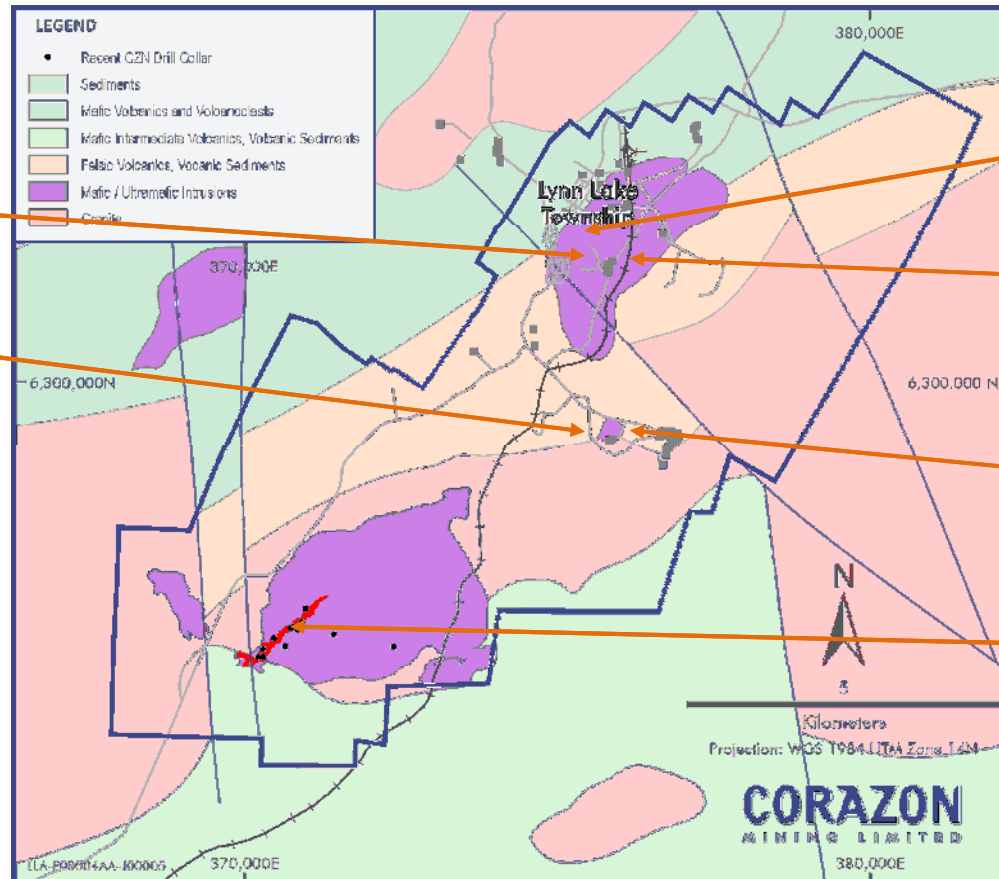 LEGEND
Recent CZN Drill Collar
Sediments
Mafic Volcanics and Volcanoclasts
Mafic Intermediate Volcanics, Volcanic Sediments
Felsic Volcanics, Vocanic Sediments
Mafic / Ultramafic Intrusions
Granite
380,000E
Lynn Lake
Township
370,000E
6,300,000N
6,300.000 N
N
5
Kilometers
Projection: WGS 1984 UTM Zone 14N
CORAZON
MINING LIMITED
370,000E
380,000E